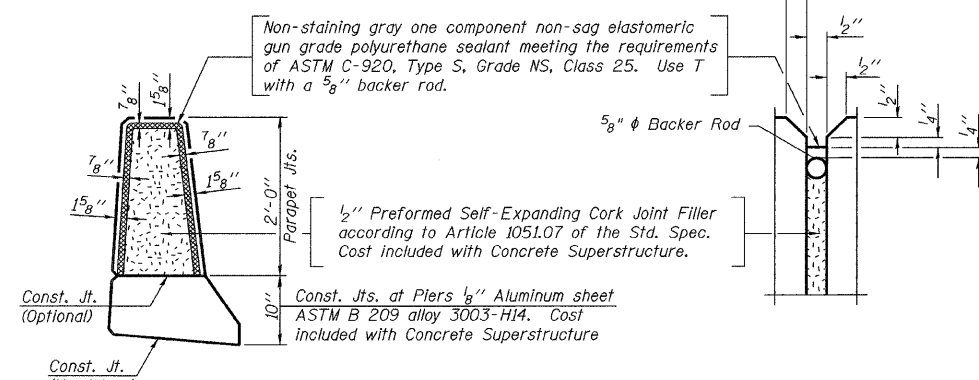 Non-staining gray one component non-sag elastomeric
gun grade polyurethane sealant meeting the requirements
of ASTM C-920, Type S, Grade NS, Class 25. Use T
with a 5/8" backer rod.
1/2"
1/2"
1/2"
1/4"
1/4"
5/8" ϕ Backer Rod
7/8"
1 5/8"
7/8"
7/8"
1 5/8"
1 5/8"
2'-0"
Parapet Jts.
1/2" Preformed Self-Expanding Cork Joint Filler
according to Article 1051.07 of the Std. Spec.
Cost included with Concrete Superstructure.
Const. Jt.
(Optional)
10"
Const. Jts. at Piers 1/8" Aluminum sheet
ASTM B 209 alloy 3003-H14. Cost
included with Concrete Superstructure
Const. Jt.